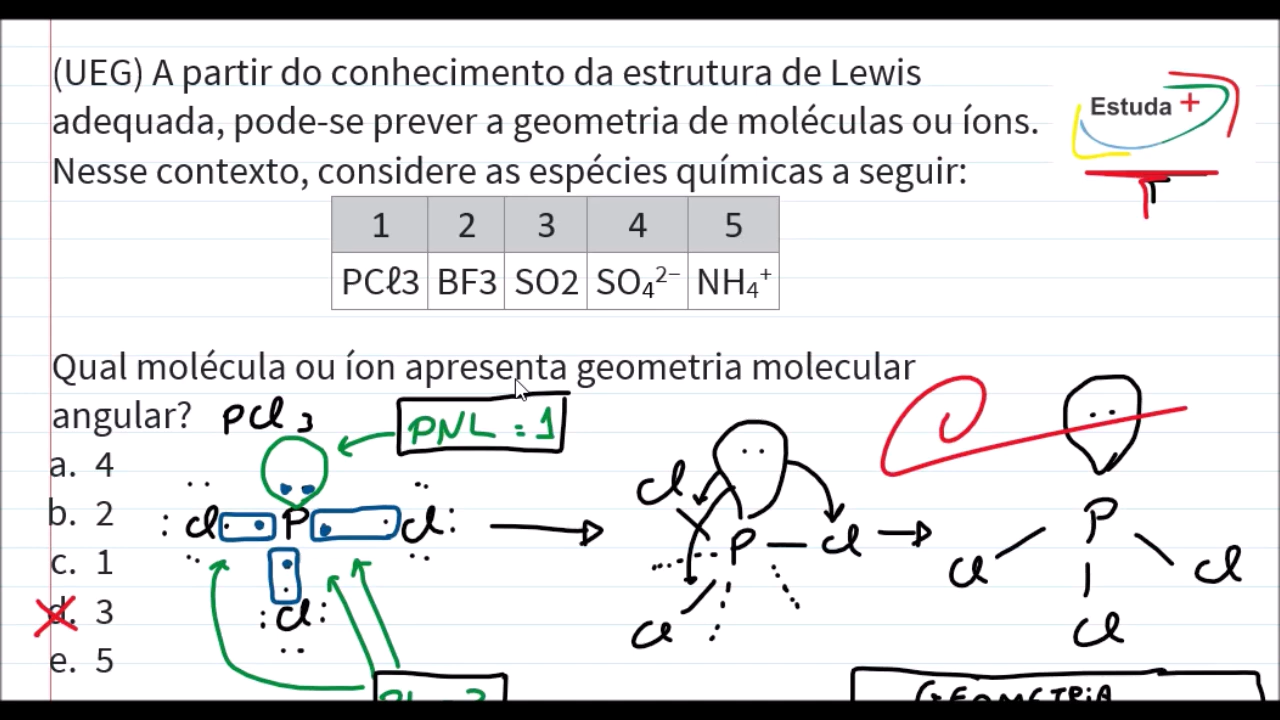 (UEG) A partir do conhecimento da estrutura de Lewis
adequada, pode-se prever a geometria de moléculas ou íons.
Nesse contexto, considere as espécies químicas a seguir:
Estuda +
1 2 3 4 5
PCℓ3 BF3 SO2 SO₄²⁻ NH₄⁺
Qual molécula ou íon apresenta geometria molecular
angular? PCl3
PNL = 1
a. 4
b. 2
c. 1
d. 3
e. 5
:Cl P Cl:
:Cl:
Cl
P — Cl
Cl
P
Cl Cl
Cl
GEOMETRIA